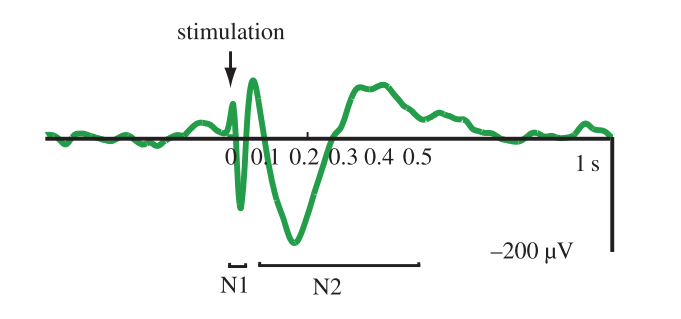 stimulation
0 0.1 0.2 0.3 0.4 0.5
1 s
–200 µV
N1
N2